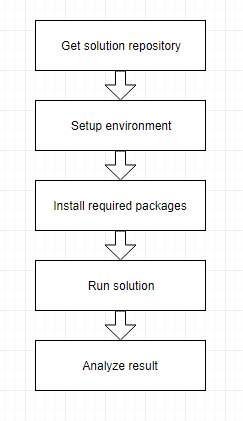 Get solution repository
Setup environment
Install required packages
Run solution
Analyze result